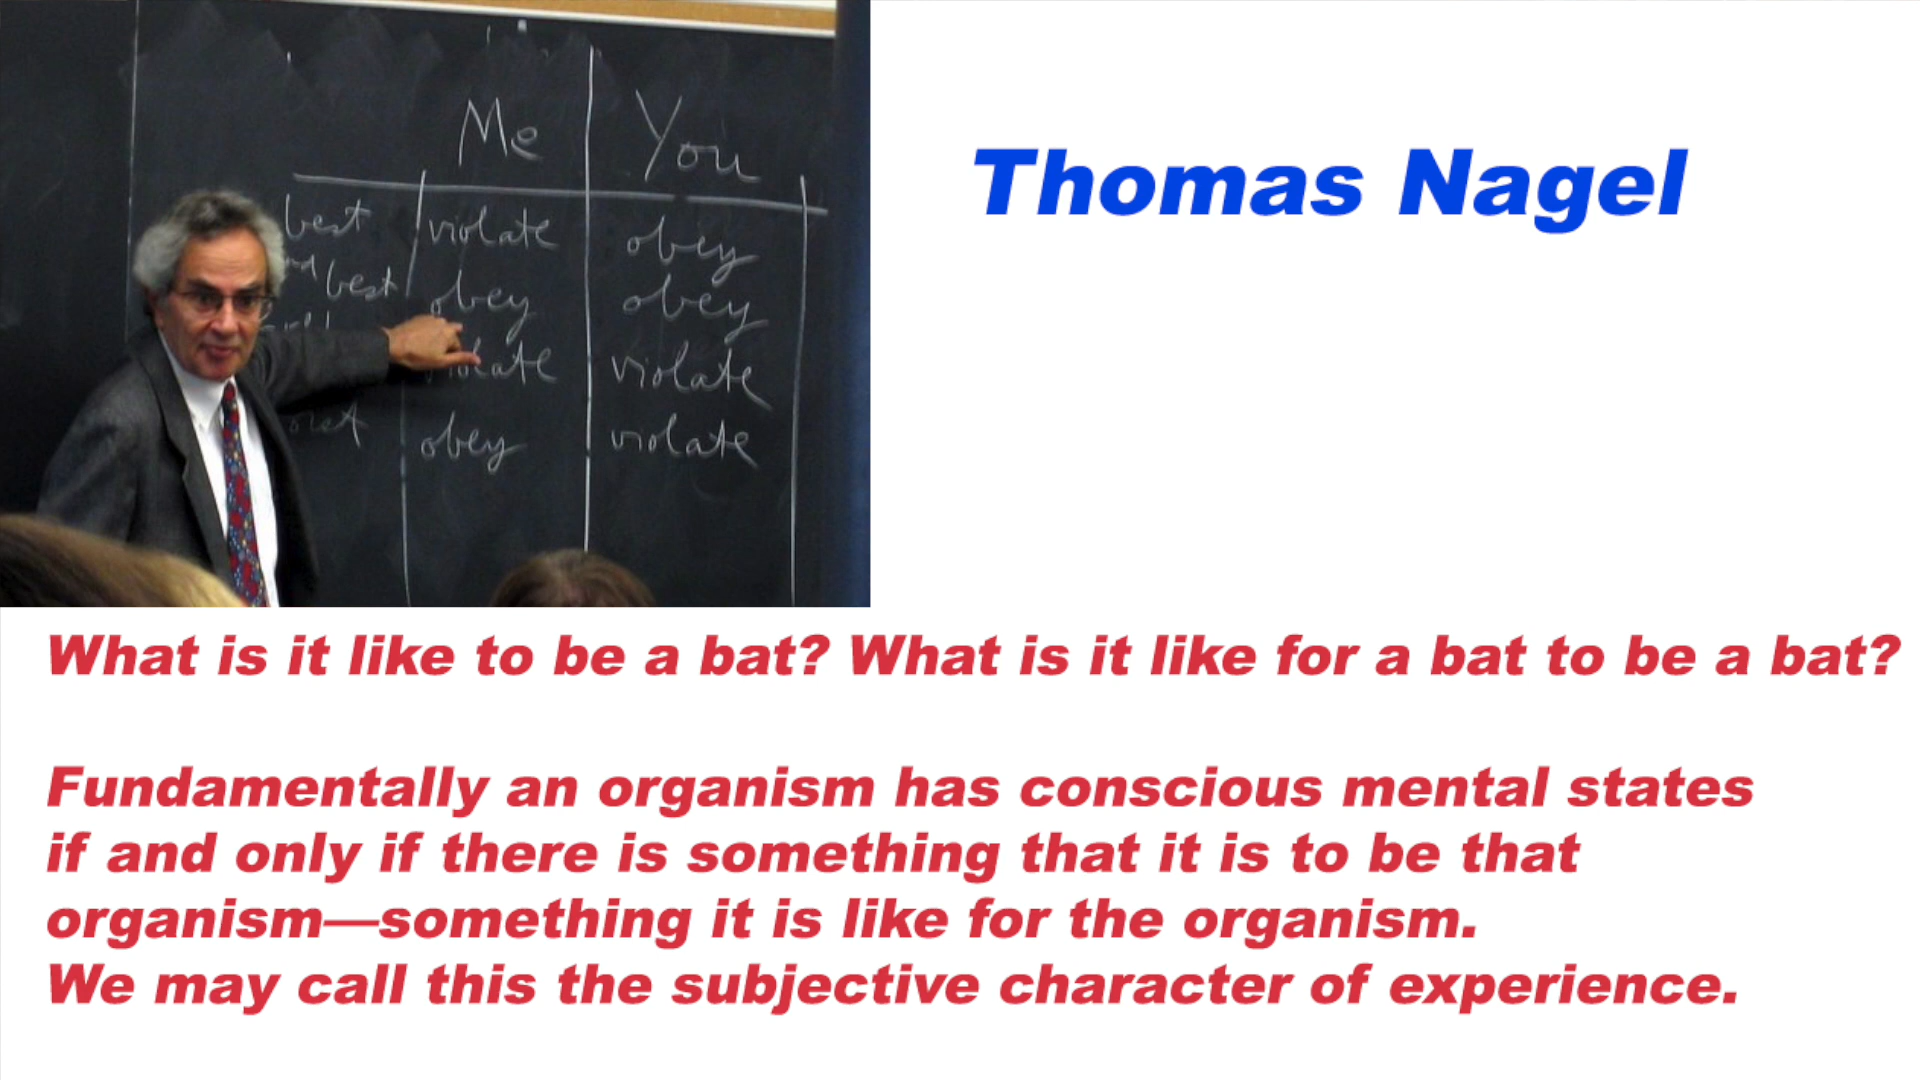 Me You
best violate obey
best obey obey
violate violate
obey violate
Thomas Nagel
What is it like to be a bat? What is it like for a bat to be a bat?
Fundamentally an organism has conscious mental states
if and only if there is something that it is to be that
organism—something it is like for the organism.
We may call this the subjective character of experience.